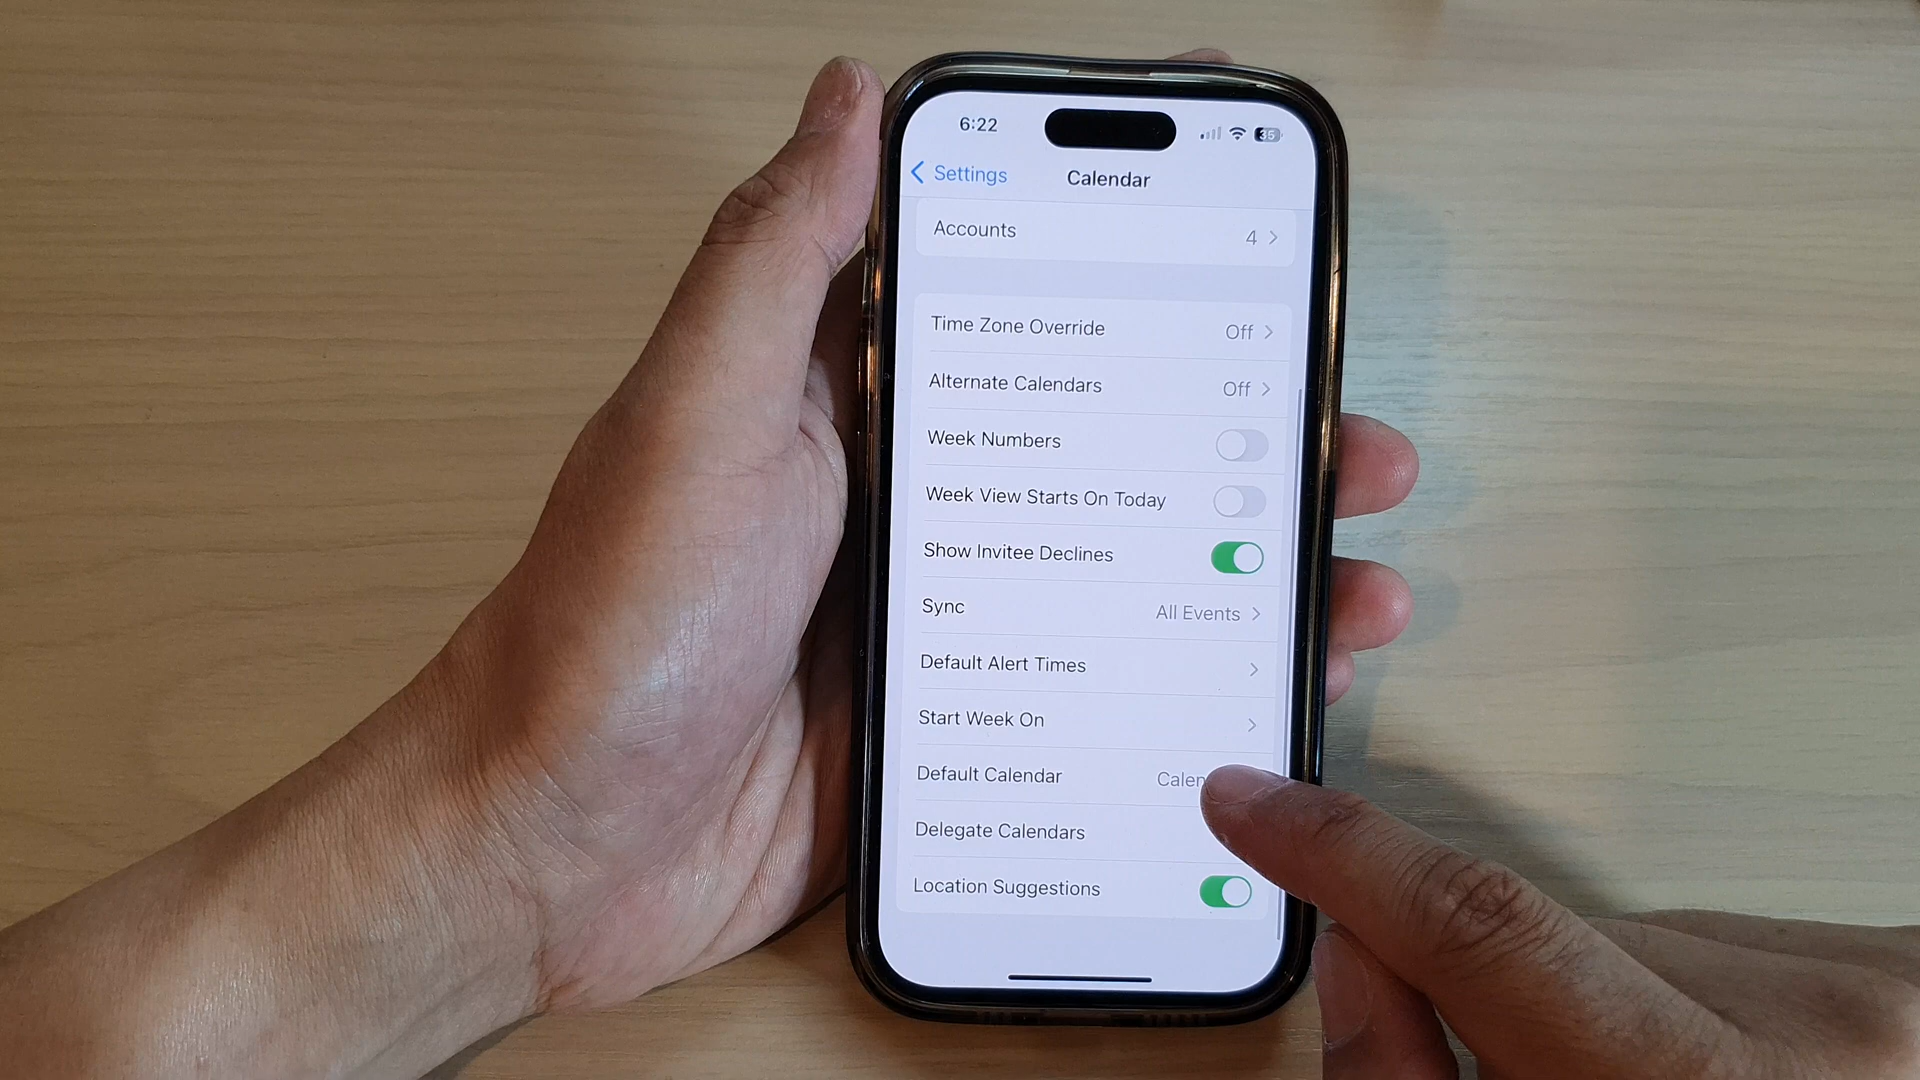 6:22 35
Settings Calendar
Accounts 4
Time Zone Override Off
Alternate Calendars Off
Week Numbers
Week View Starts On Today
Show Invitee Declines
Sync All Events
Default Alert Times
Start Week On
Default Calendar Calen
Delegate Calendars
Location Suggestions